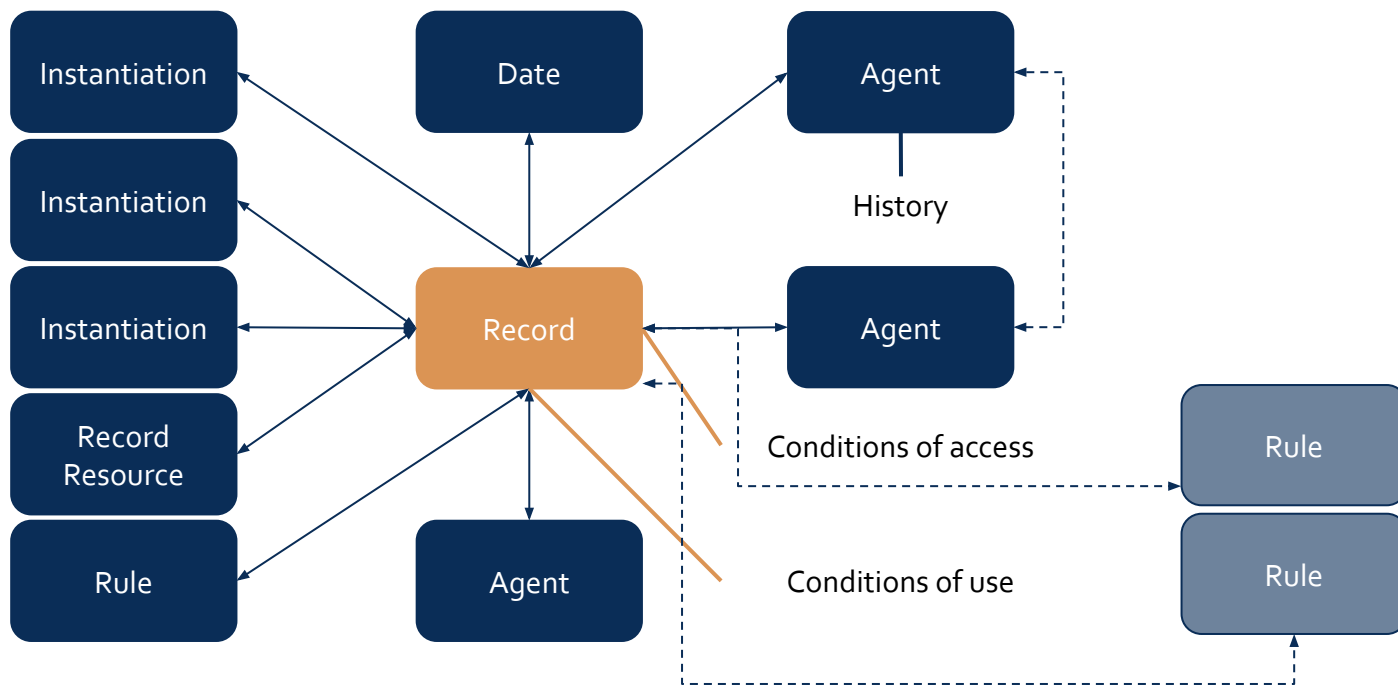 Instantiation
Date
Agent
Instantiation
History
Instantiation
Record
Agent
Record
Resource
Conditions of access
Rule
Rule
Agent
Conditions of use
Rule